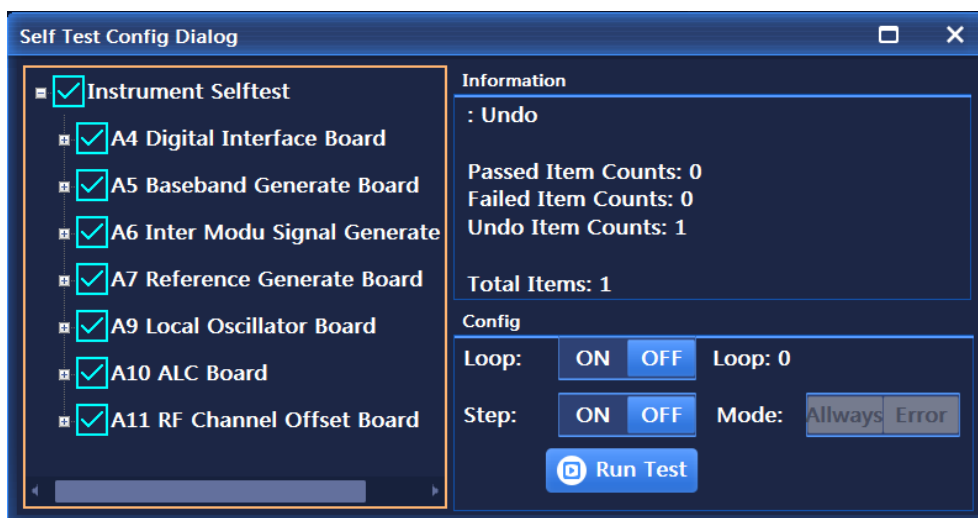 Self Test Config Dialog
Instrument Selftest
A4 Digital Interface Board
A5 Baseband Generate Board
A6 Inter Modu Signal Generate
A7 Reference Generate Board
A9 Local Oscillator Board
A10 ALC Board
A11 RF Channel Offset Board
Information
: Undo
Passed Item Counts: 0
Failed Item Counts: 0
Undo Item Counts: 1
Total Items: 1
Config
Loop: ON OFF Loop: 0
Step: ON OFF Mode: Allways Error
Run Test